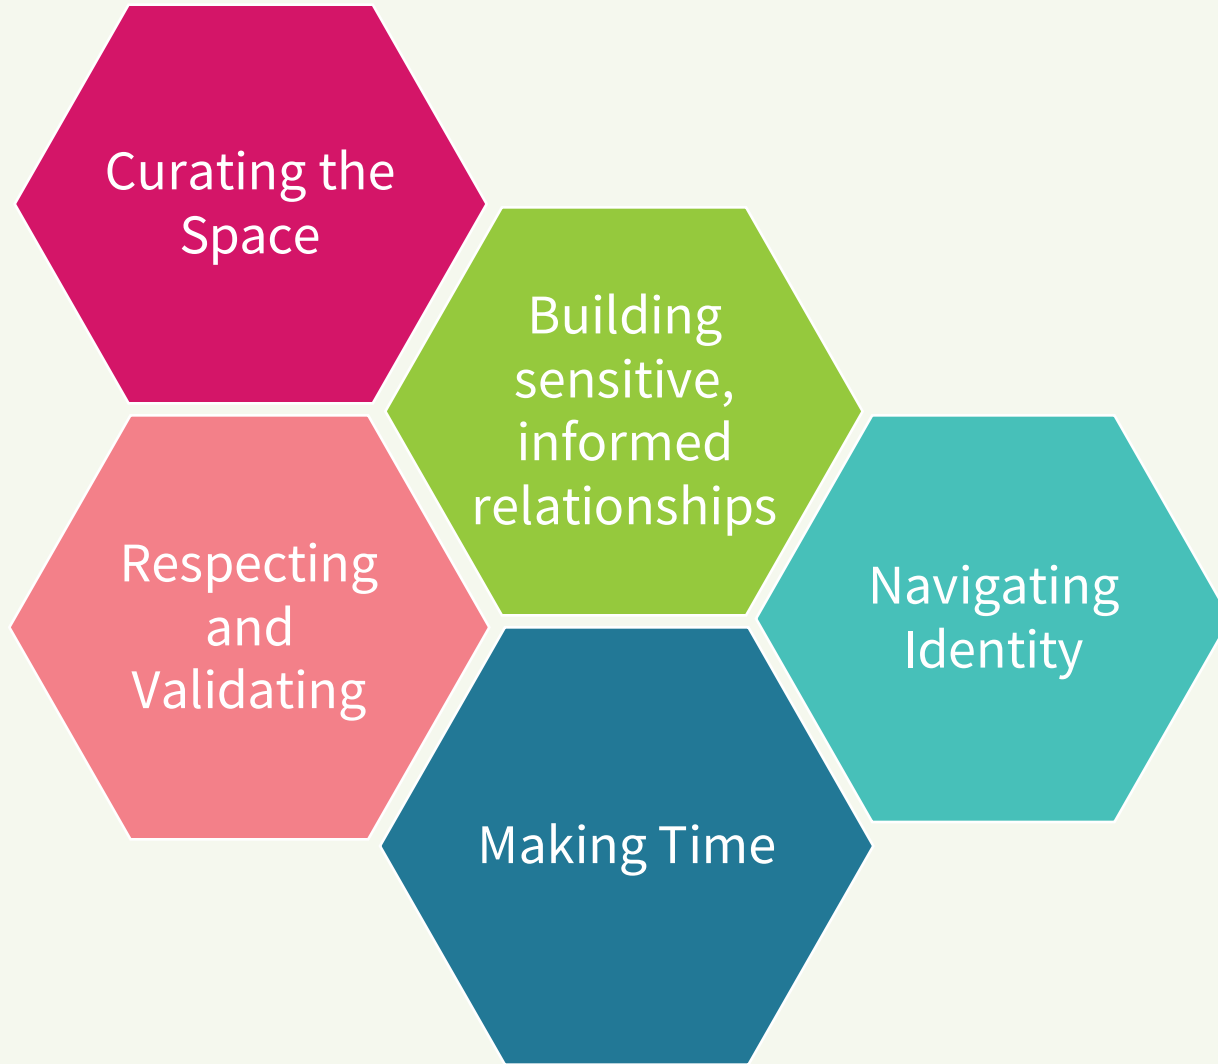 Curating the
Space
Building
sensitive,
informed
relationships
Respecting
and
Validating
Navigating
Identity
Making Time